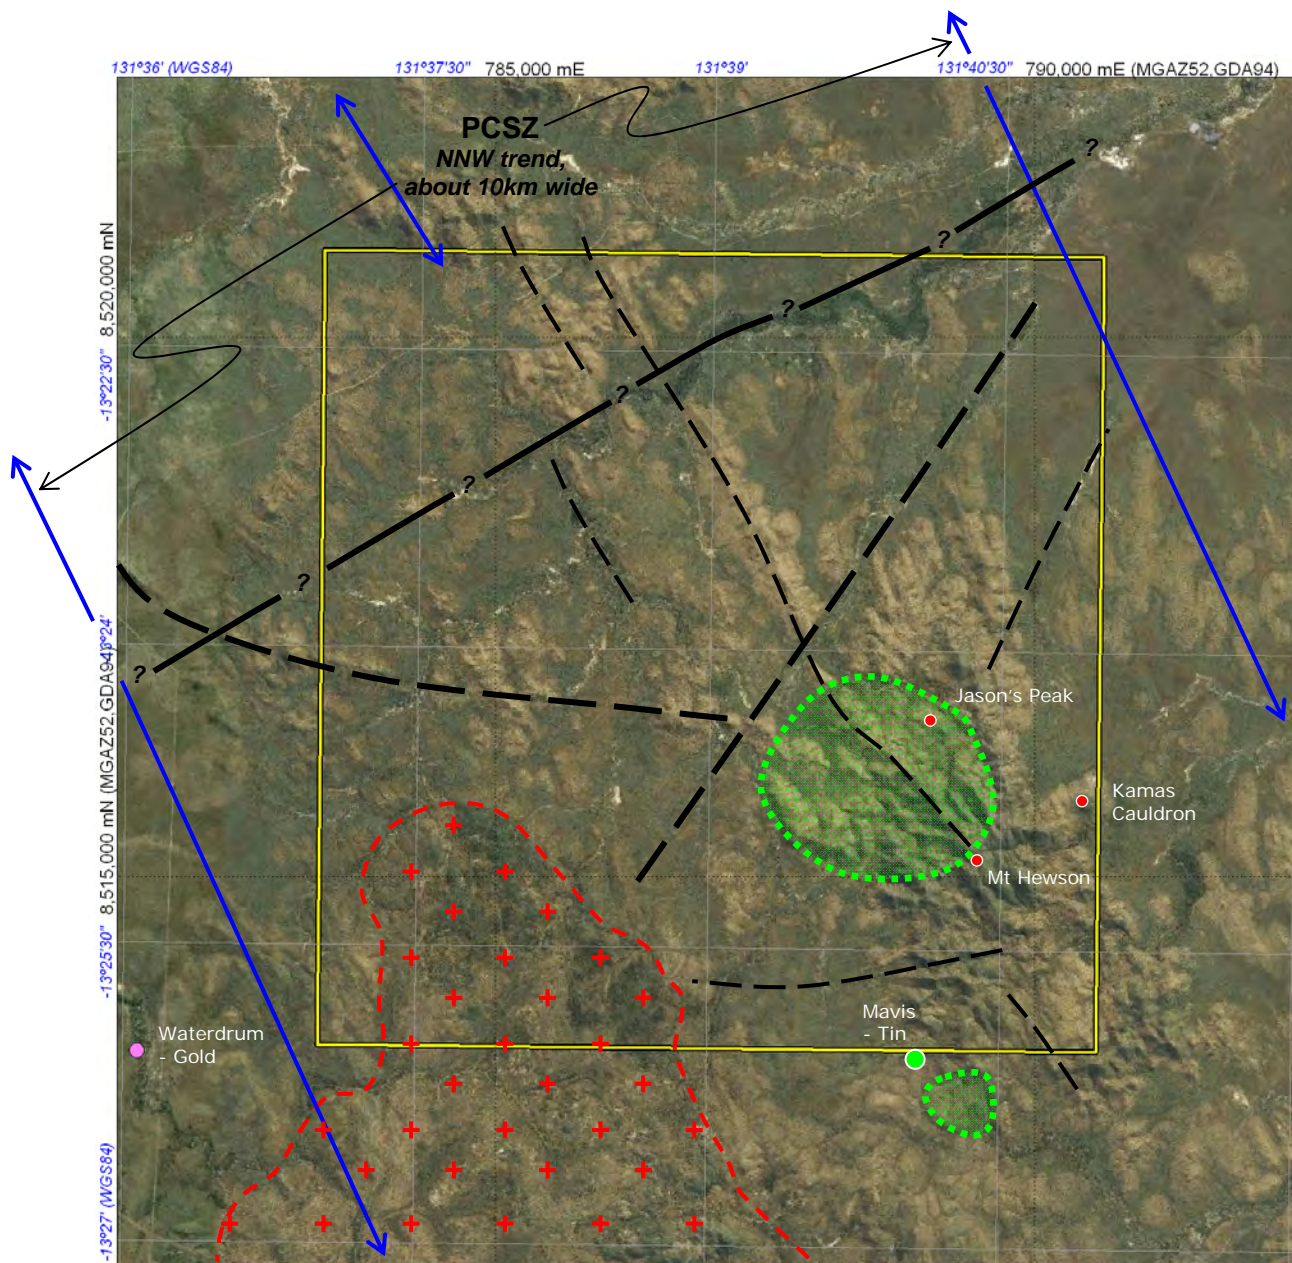 131°36' (WGS84)
131°37'30"
785,000 mE
131°39'
131°40'30"
790,000 mE (MGAZ52,GDA94)
PCSZ
NNW trend,
about 10km wide
?
?
?
?
?
?
?
8,520,000 mN
-13°22'30"
3°24'
8,515,000 mN (MGAZ52,GDA94)
-13°25'30"
-13°27' (WGS84)
Jason's Peak
Kamas
Cauldron
Mt Hewson
Mavis
- Tin
Waterdrum
- Gold